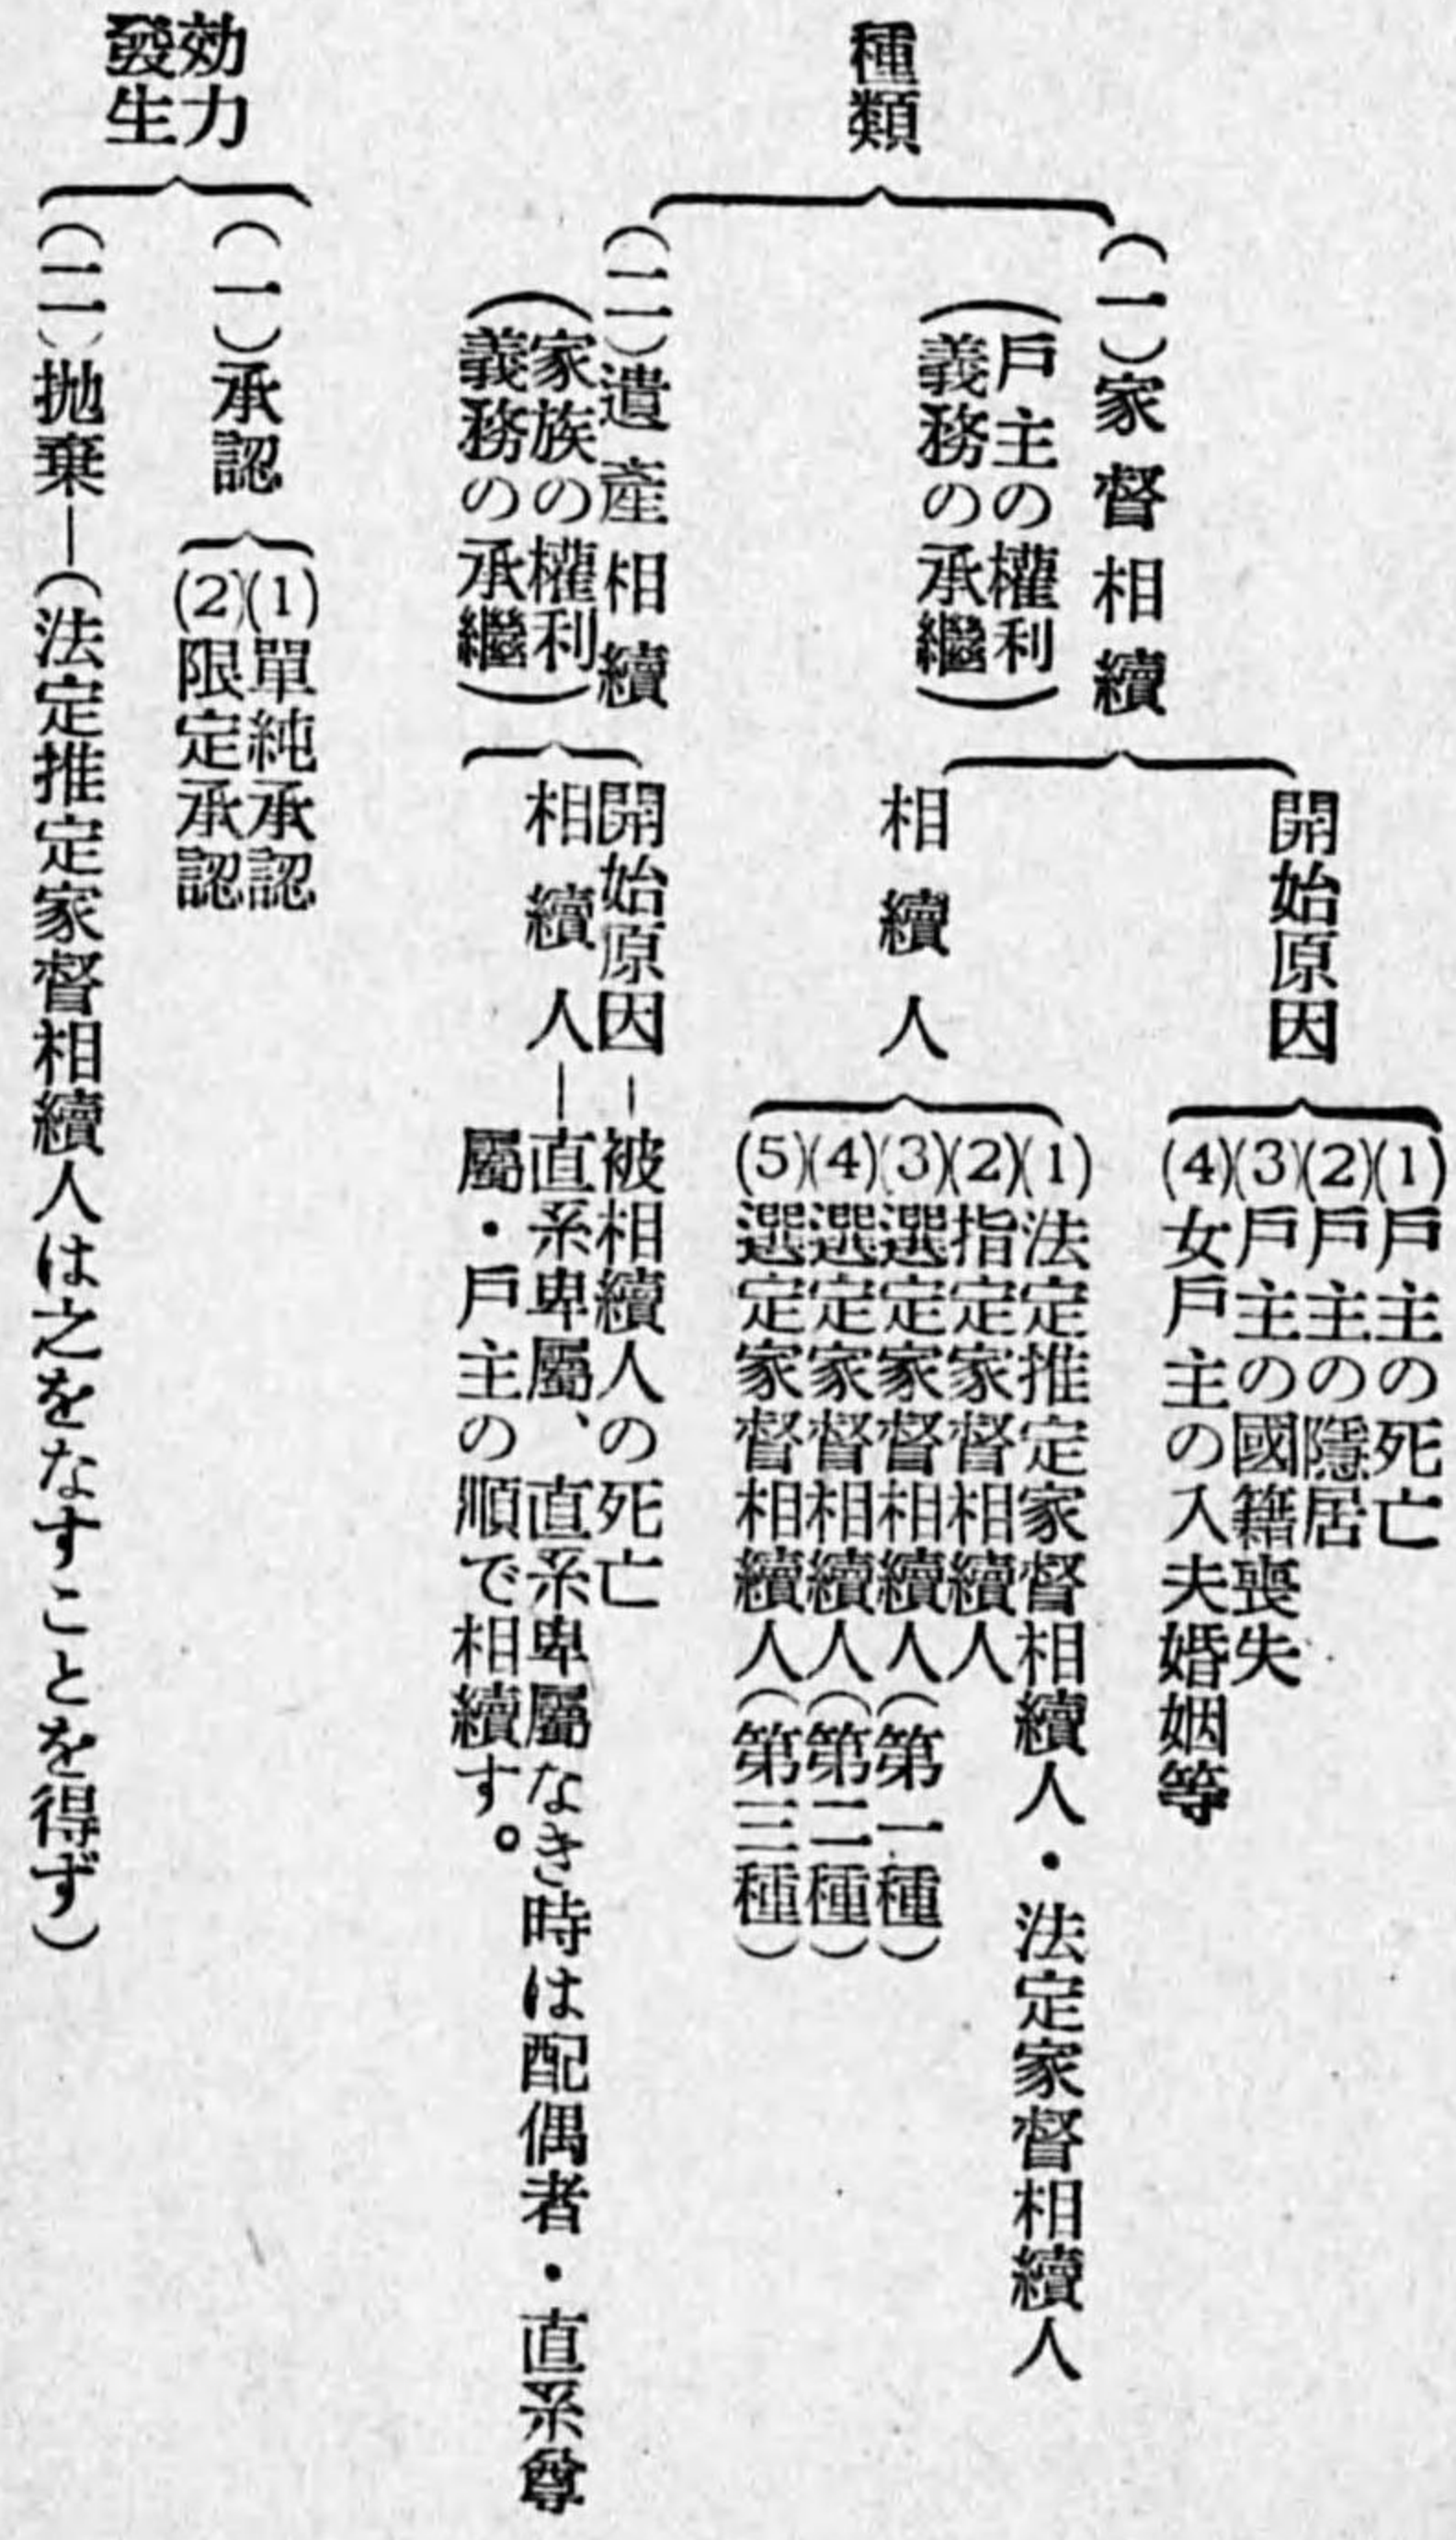 種類
(一)家督相續
(戶主の權利
義務の承繼)
開始原因
(1)戶主の死亡
(2)戶主の隱居
(3)戶主の國籍喪失
(4)女戶主の入夫婚姻等
相續人
(1)法定推定家督相續人・法定家督相續人
(2)指定家督相續人
(3)選定家督相續人(第一種)
(4)選定家督相續人(第二種)
(5)選定家督相續人(第三種)
(二)遺產相續
(家族の權利
義務の承繼)
開始原因―被相續人の死亡
相續人―直系卑屬、直系卑屬なき時は配偶者・直系尊
屬・戶主の順で相續す。
効力
發生
(一)承認
(1)單純承認
(2)限定承認
(二)抛棄―(法定推定家督相續人は之をなすことを得ず)